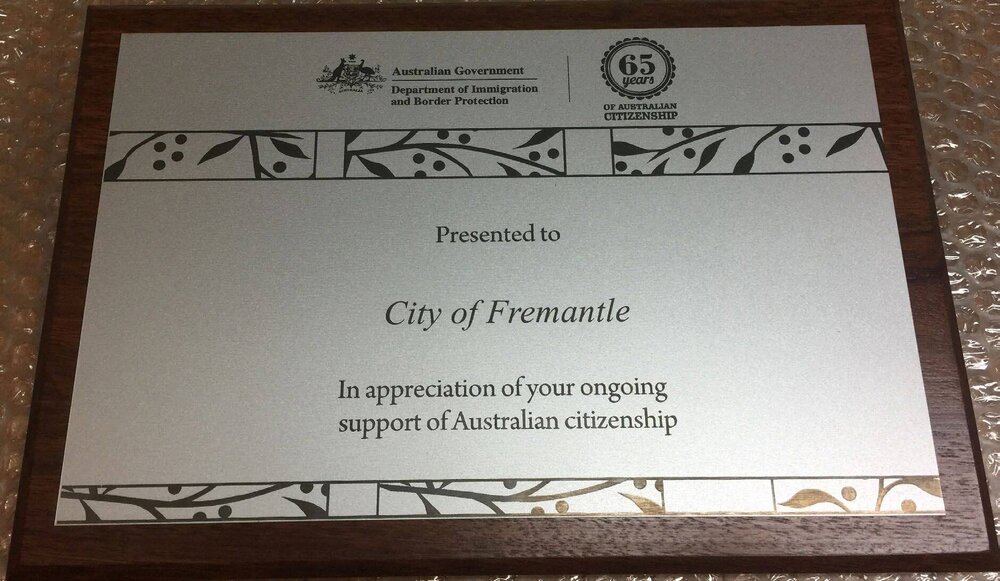 Australian Government
Department of Immigration
and Border Protection
65
years
OF AUSTRALIAN
CITIZENSHIP
Presented to
City of Fremantle
In appreciation of your ongoing
support of Australian citizenship